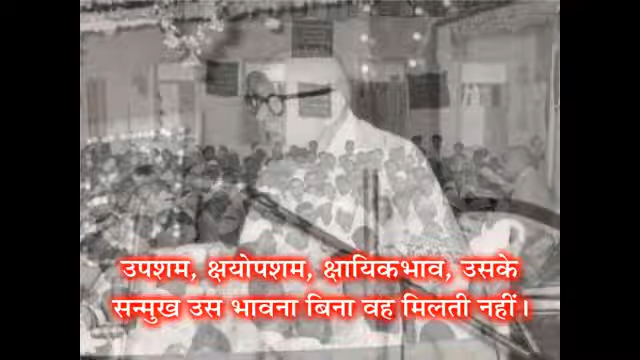 उपशम, क्षयोपशम, क्षायिकभाव, उसके
सन्मुख उस भावना बिना वह मिलती नहीं।